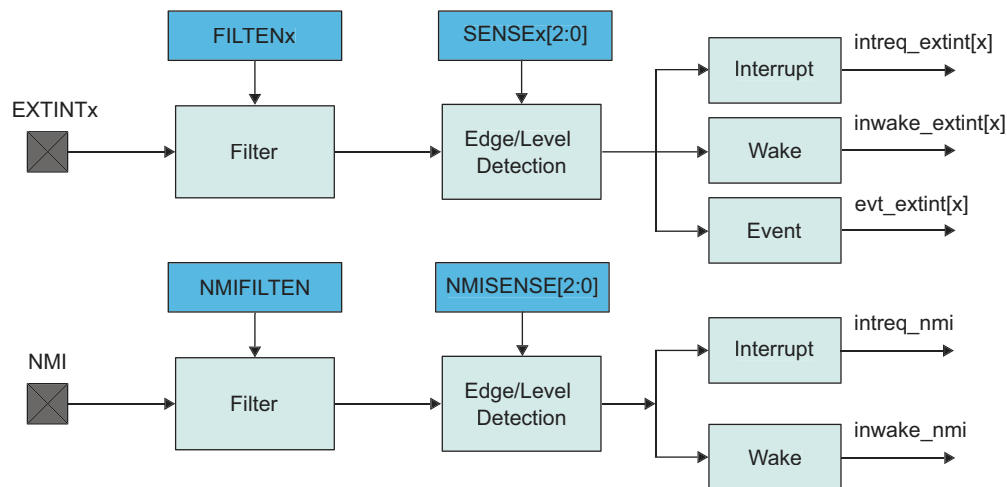 FILTENx
SENSEx[2:0]
intreq_extint[x]
Interrupt
EXTINTx
Filter
Edge/Level
Detection
inwake_extint[x]
Wake
evt_extint[x]
Event
NMIFILTEN
NMISENSE[2:0]
intreq_nmi
Interrupt
NMI
Filter
Edge/Level
Detection
inwake_nmi
Wake